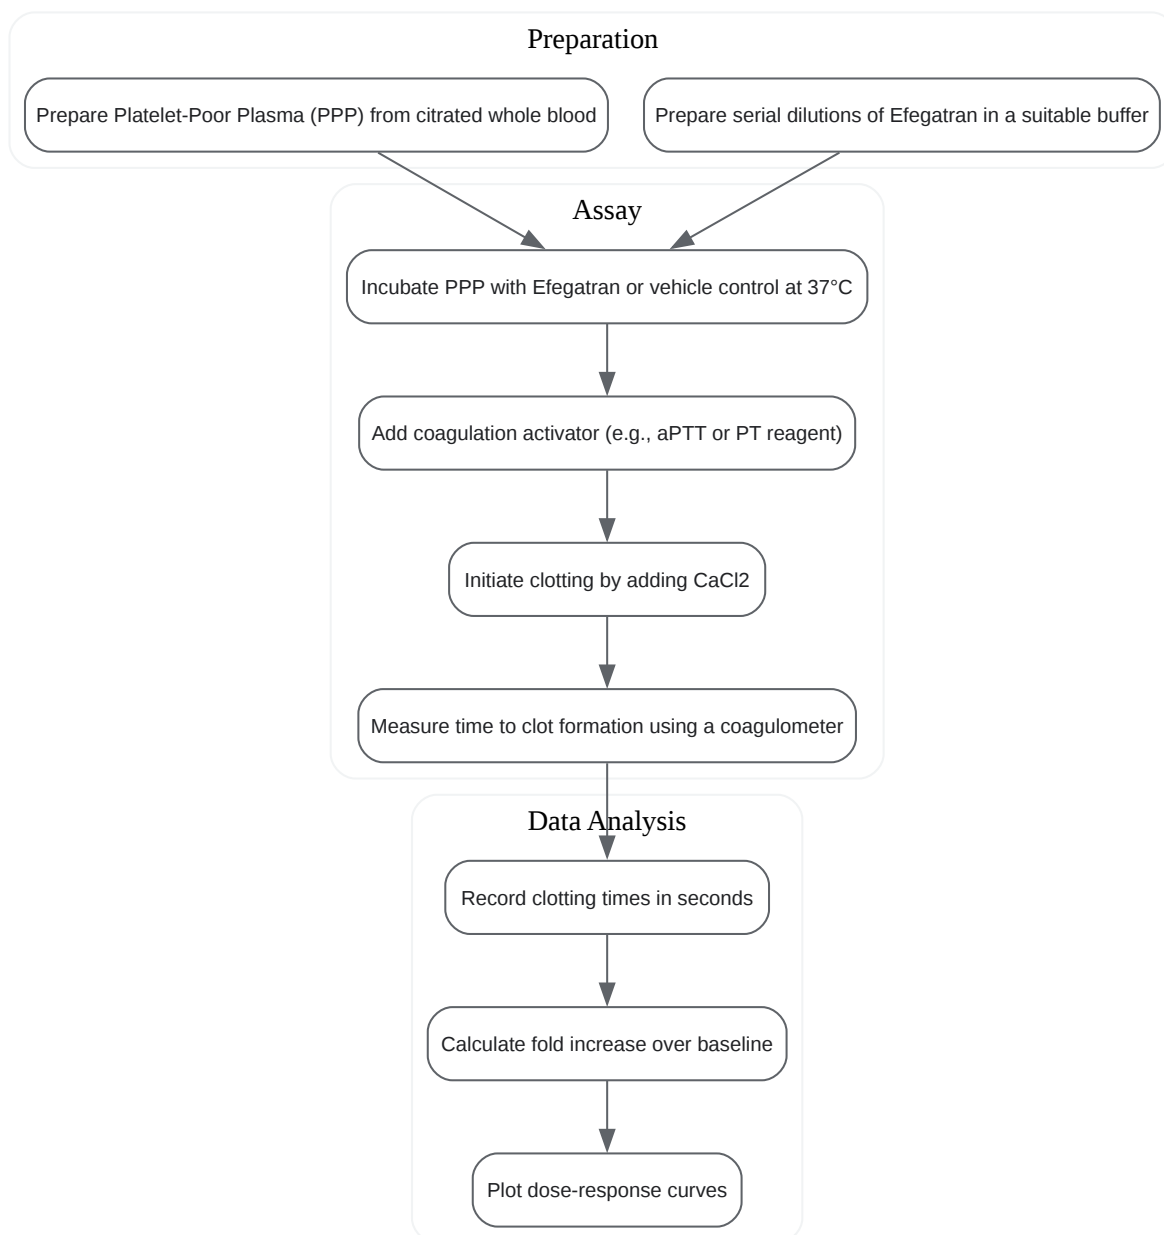 Preparation
Prepare Platelet-Poor Plasma (PPP) from citrated whole blood
Prepare serial dilutions of Efegatran in a suitable buffer
Assay
Incubate PPP with Efegatran or vehicle control at 37°C
Add coagulation activator (e.g., aPTT or PT reagent)
Initiate clotting by adding CaCl2
Measure time to clot formation using a coagulometer
Data Analysis
Record clotting times in seconds
Calculate fold increase over baseline
Plot dose-response curves